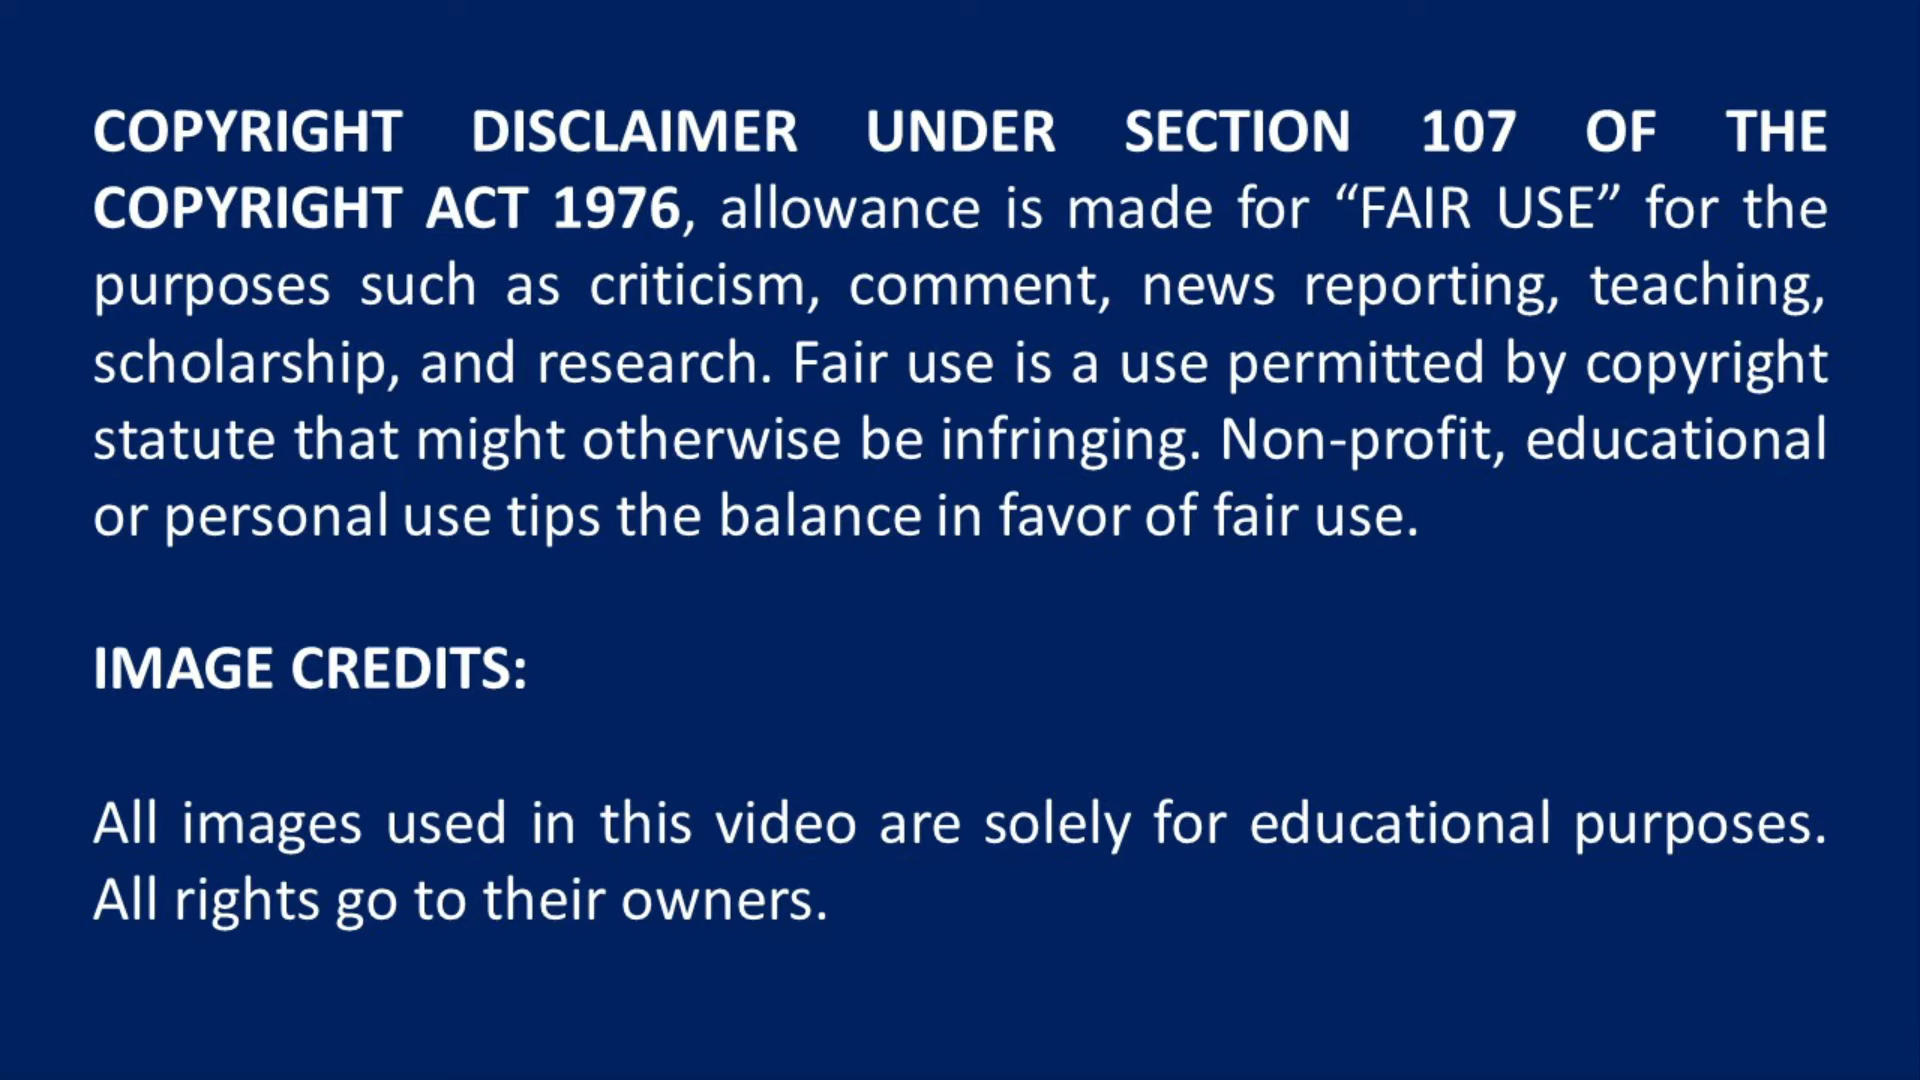 COPYRIGHT DISCLAIMER UNDER SECTION 107 OF THE
COPYRIGHT ACT 1976, allowance is made for “FAIR USE” for the
purposes such as criticism, comment, news reporting, teaching,
scholarship, and research. Fair use is a use permitted by copyright
statute that might otherwise be infringing. Non-profit, educational
or personal use tips the balance in favor of fair use.
IMAGE CREDITS:
All images used in this video are solely for educational purposes.
All rights go to their owners.